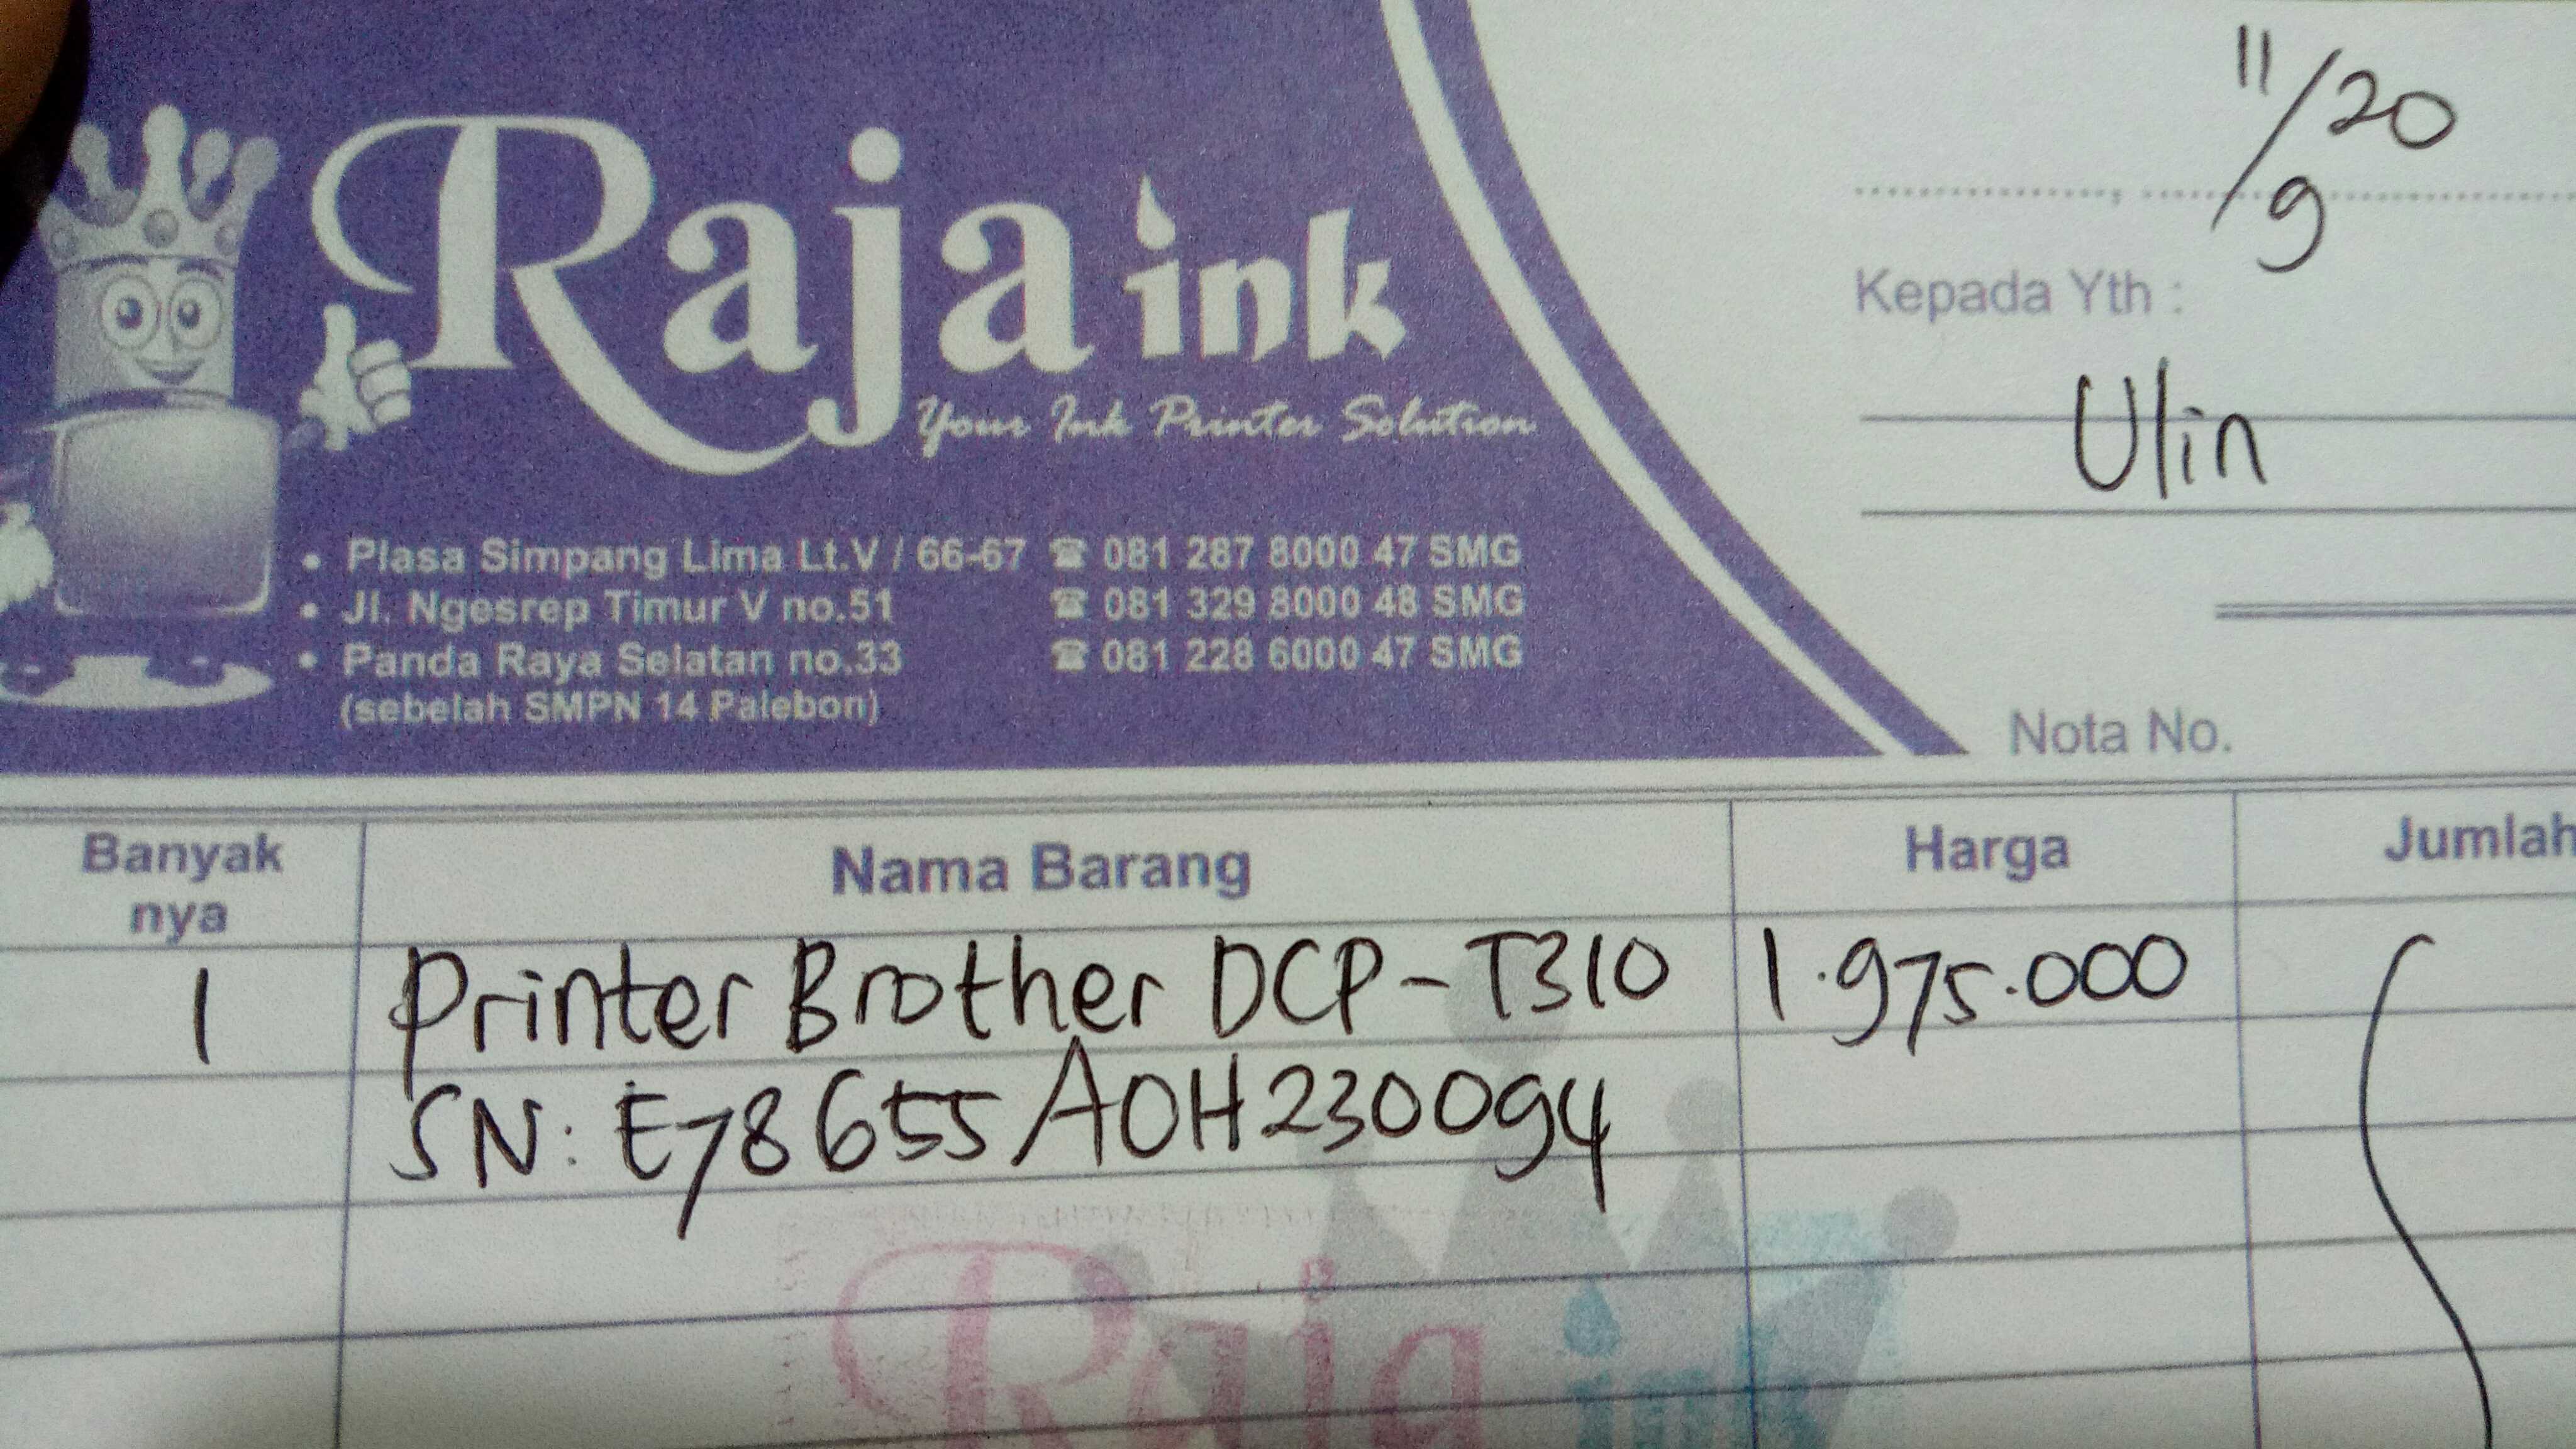 Raja ink
Your Ink Printer Solution
• Plasa Simpang Lima Lt.V / 66-67 ☎ 081 287 8000 47 SMG
• Jl. Ngesrep Timur V no.51 ☎ 081 329 8000 48 SMG
• Panda Raya Selatan no.33 ☎ 081 228 6000 47 SMG
(sebelah SMPN 14 Palebon)
11/9 20
Kepada Yth :
Ulin
Nota No.
Banyak nya Nama Barang Harga Jumlah
1 Printer Brother DCP-T310 1.975.000
SN: E78655A0H230094
Raja ink